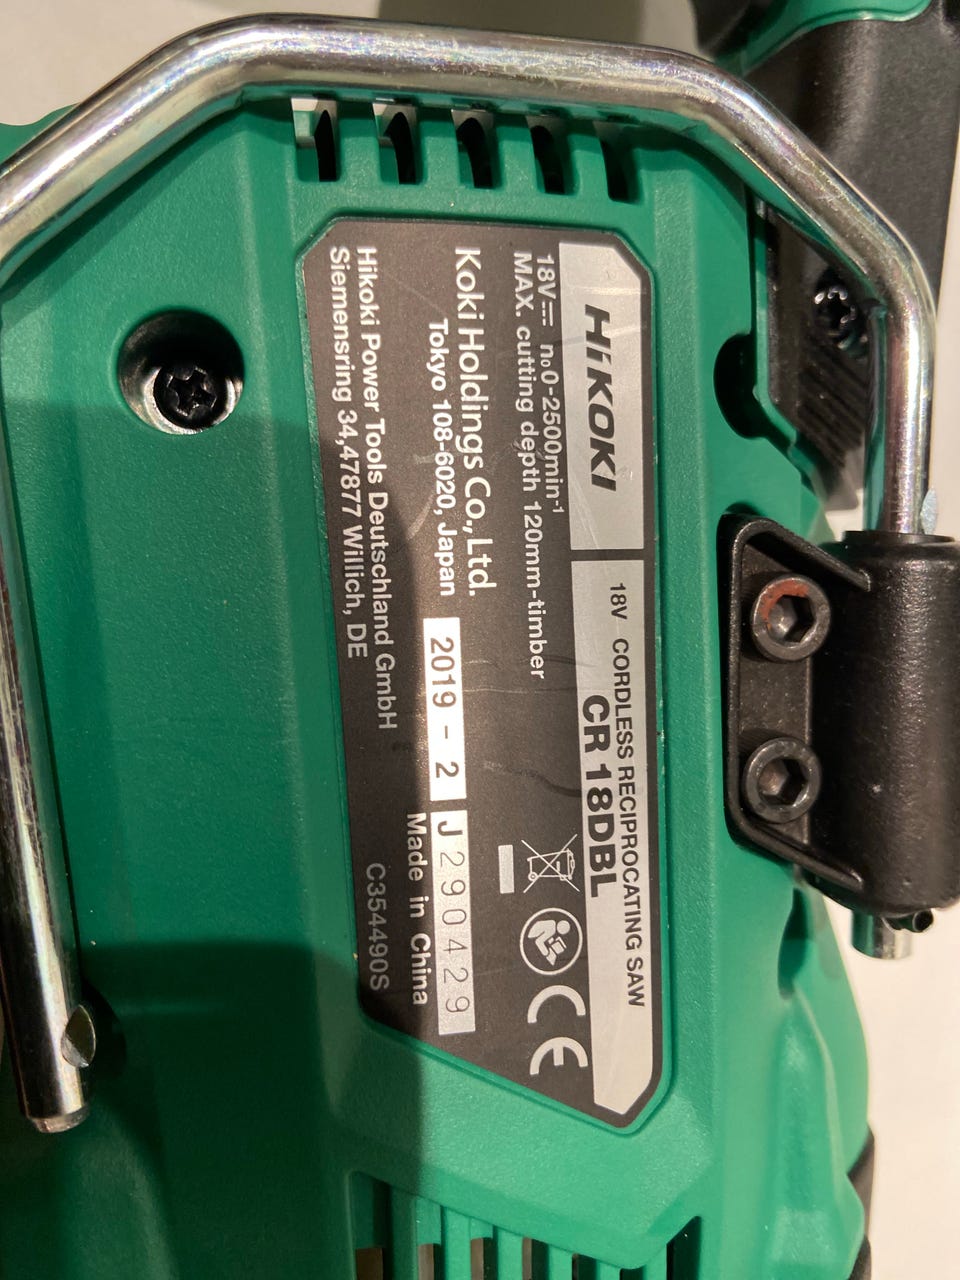 HiKOKI
18V CORDLESS RECIPROCATING SAW
CR 18DBL
18V⎓ n₀0-2500min⁻¹
MAX. cutting depth 120mm-timber
Koki Holdings Co., Ltd.
Tokyo 108-6020, Japan
2019 - 2
J290429
Made in China
Hikoki Power Tools Deutschland GmbH
Siemensring 34,47877 Willich, DE
C354490S
CE